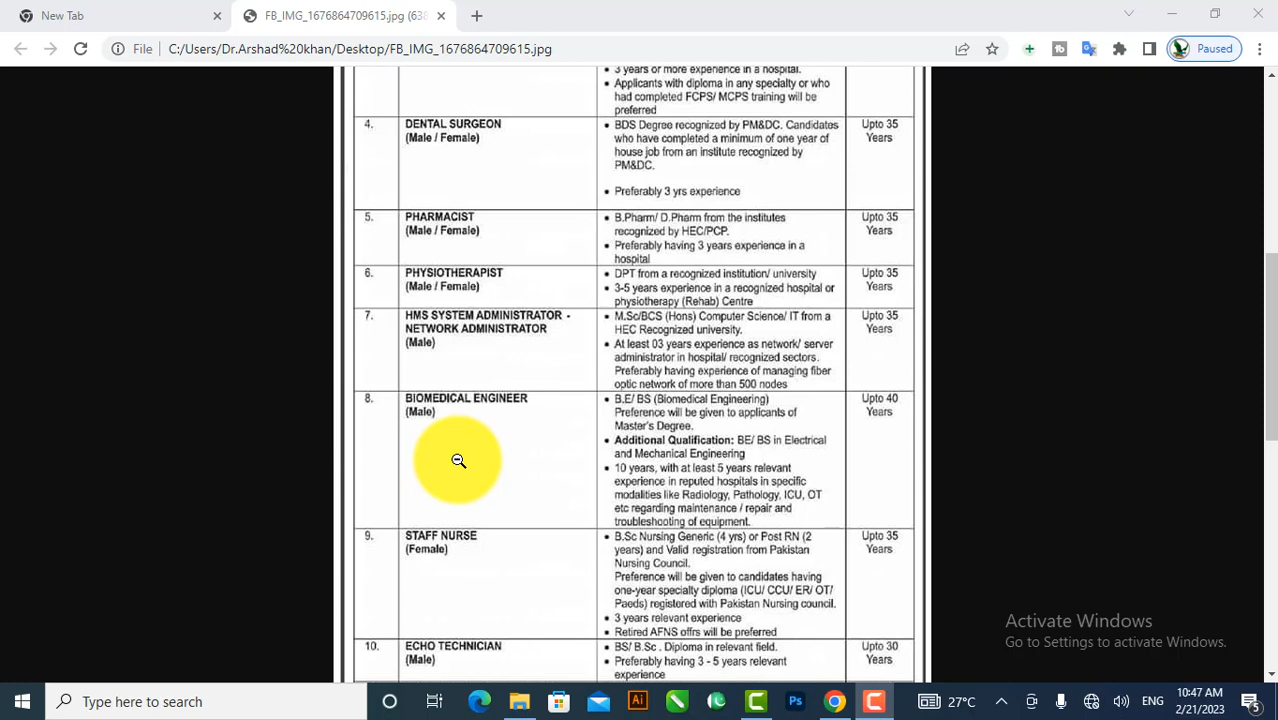 New Tab
FB_IMG_1676864709615.jpg (638
File
C:/Users/Dr.Arshad%20khan/Desktop/FB_IMG_1676864709615.jpg
Paused
3 years or more experience in a hospital.
Applicants with diploma in any specialty or who
had completed FCPS/ MCPS training will be
preferred
4.
DENTAL SURGEON
(Male / Female)
• BDS Degree recognized by PM&DC. Candidates
who have completed a minimum of one year of
house job from an institute recognized by
PM&DC.
• Preferably 3 yrs experience
Upto 35
Years
5.
PHARMACIST
(Male / Female)
• B.Pharm/ D.Pharm from the institutes
recognized by HEC/PCP.
• Preferably having 3 years experience in a
hospital
Upto 35
Years
6.
PHYSIOTHERAPIST
(Male / Female)
• DPT from a recognized institution/ university
• 3-5 years experience in a recognized hospital or
physiotherapy (Rehab) Centre
Upto 35
Years
7.
HMS SYSTEM ADMINISTRATOR -
NETWORK ADMINISTRATOR
(Male)
• M.Sc/BCS (Hons) Computer Science/ IT from a
HEC Recognized university.
• At least 03 years experience as network/ server
administrator in hospital/ recognized sectors.
Preferably having experience of managing fiber
optic network of more than 500 nodes
Upto 35
Years
8.
BIOMEDICAL ENGINEER
(Male)
• B.E/ BS (Biomedical Engineering)
Preference will be given to applicants of
Master's Degree.
• Additional Qualification: BE/ BS in Electrical
and Mechanical Engineering
• 10 years, with at least 5 years relevant
experience in reputed hospitals in specific
modalities like Radiology, Pathology, ICU, OT
etc regarding maintenance / repair and
troubleshooting of equipment.
Upto 40
Years
9.
STAFF NURSE
(Female)
• B.Sc Nursing Generic (4 yrs) or Post RN (2
years) and Valid registration from Pakistan
Nursing Council.
Preference will be given to candidates having
one-year specialty diploma (ICU/ CCU/ ER/ OT/
Paeds) registered with Pakistan Nursing council.
• 3 years relevant experience
• Retired AFNS offrs will be preferred
Upto 35
Years
10.
ECHO TECHNICIAN
(Male)
• BS/ B.Sc . Diploma in relevant field.
• Preferably having 3 - 5 years relevant
experience
Upto 30
Years
Activate Windows
Go to Settings to activate Windows.
Type here to search
Ai
Ps
27°C
ENG
10:47 AM
2/21/2023
5